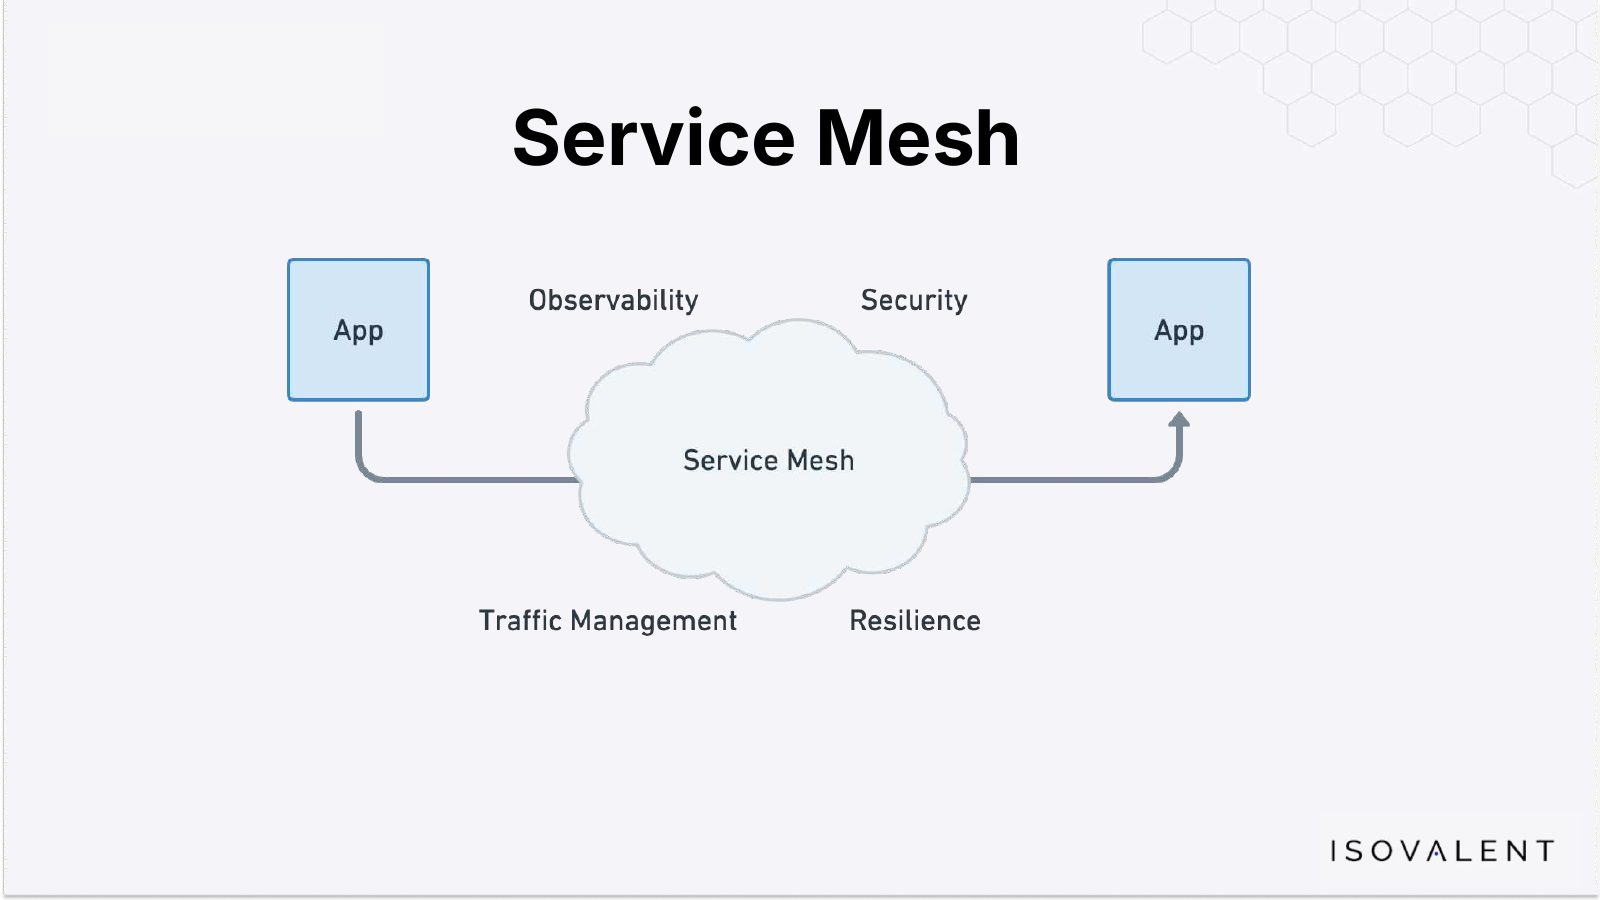 Service Mesh
App
Observability
Security
App
Service Mesh
Traffic Management
Resilience
ISOVALENT